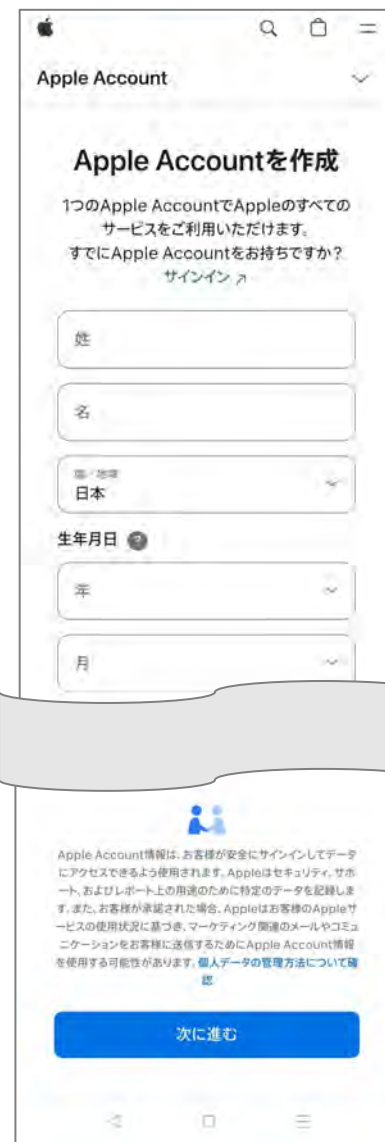 Apple Account
Apple Accountを作成
1つのApple AccountでAppleのすべての
サービスをご利用いただけます。
すでにApple Accountをお持ちですか？
サインイン ↗
姓
名
国・地域
日本
生年月日 ?
年
月
Apple Account情報は、お客様が安全にサインインしてデータ
にアクセスできるよう使用されます。Appleはセキュリティ、サポ
ート、およびレポート上の用途のために特定のデータを記録しま
す。また、お客様が承諾された場合、Appleはお客様のAppleサ
ービスの使用状況に基づき、マーケティング関連のメールやコミュ
ニケーションをお客様に送信するためにApple Account情報
を使用する可能性があります。個人データの管理方法について確
認
次に進む